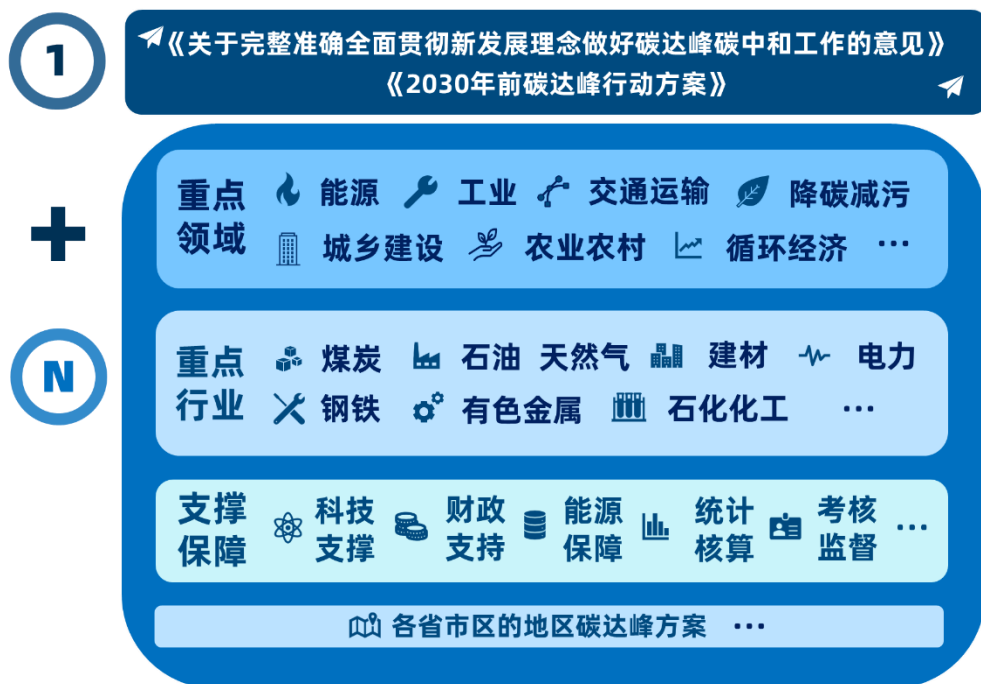 1
《关于完整准确全面贯彻新发展理念做好碳达峰碳中和工作的意见》
《2030年前碳达峰行动方案》
+
N
重点领域
能源 工业 交通运输 降碳减污
城乡建设 农业农村 循环经济 ···
重点行业
煤炭 石油 天然气 建材 电力
钢铁 有色金属 石化化工 ···
支撑保障
科技支撑 财政支持 能源保障 统计核算 考核监督 ···
各省市区的地区碳达峰方案 ···